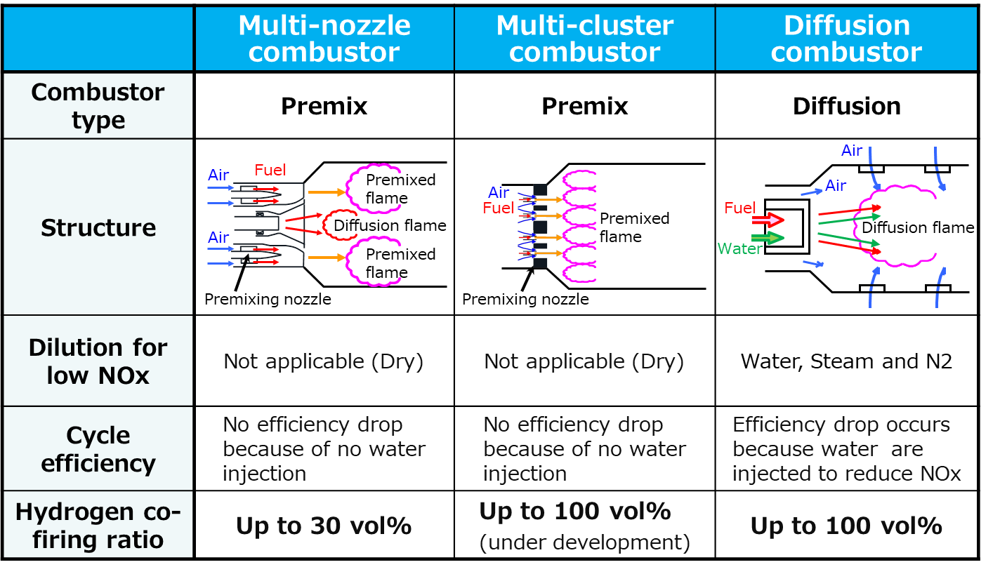 Multi-nozzle
combustor
Multi-cluster
combustor
Diffusion
combustor
Combustor
type
Premix
Premix
Diffusion
Structure
Air
Fuel
Premixed
flame
Diffusion flame
Air
Premixed
flame
Premixing nozzle
Air
Fuel
Premixed
flame
Premixing nozzle
Air
Air
Fuel
Water
Diffusion flame
Dilution for
low NOx
Not applicable (Dry)
Not applicable (Dry)
Water, Steam and N2
Cycle
efficiency
No efficiency drop
because of no water
injection
No efficiency drop
because of no water
injection
Efficiency drop occurs
because water  are
injected to reduce NOx
Hydrogen co-
firing ratio
Up to 30 vol%
Up to 100 vol%
(under development)
Up to 100 vol%